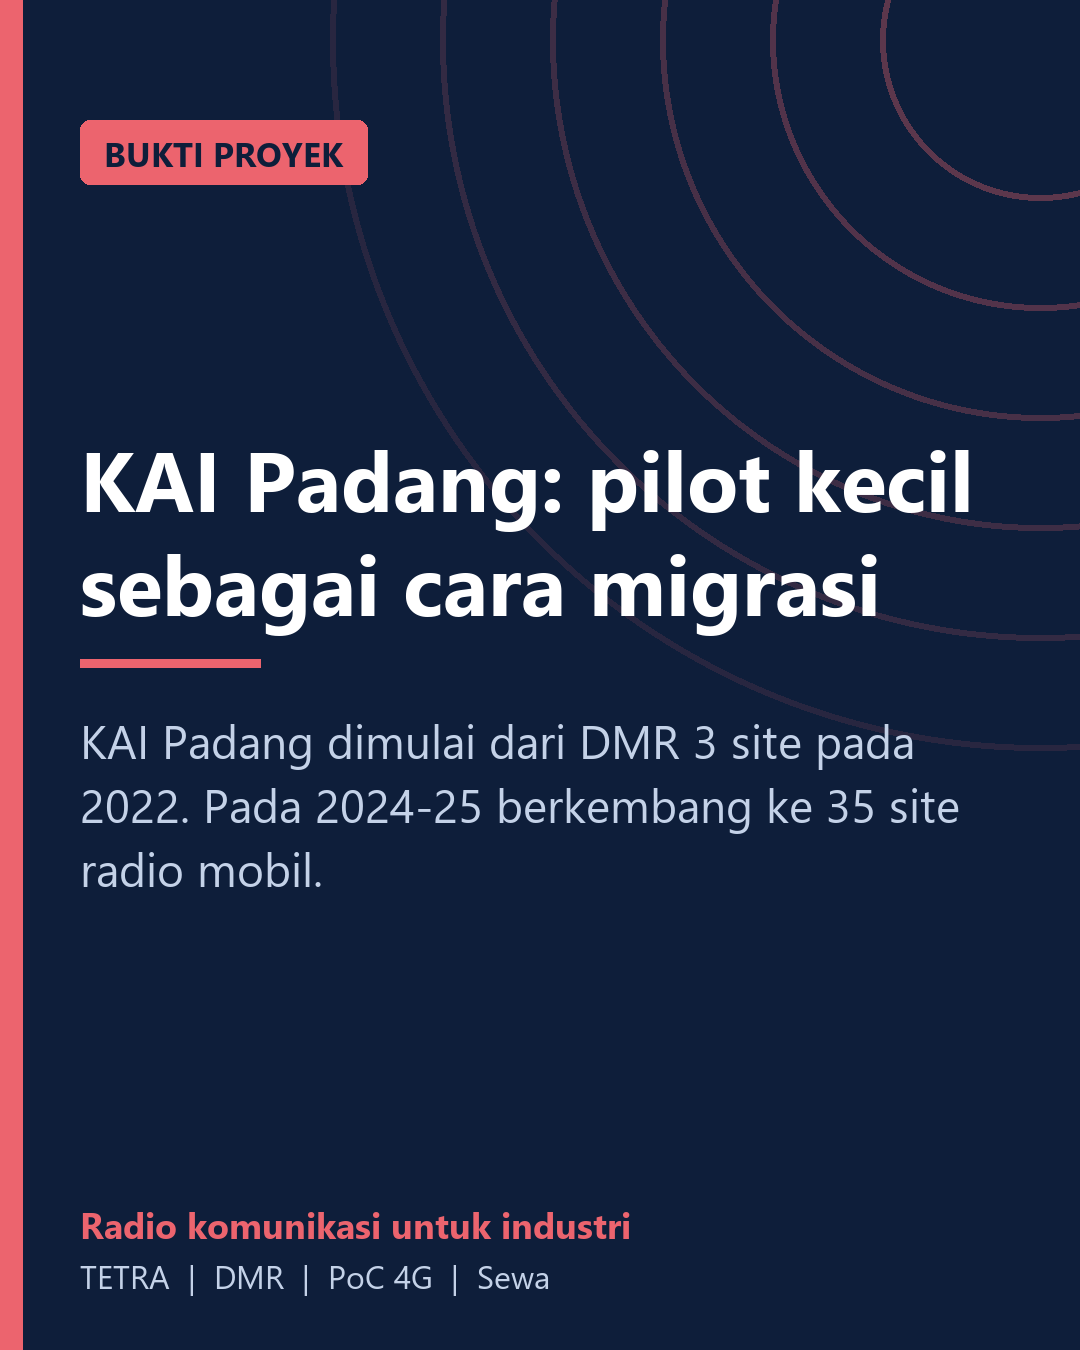 BUKTI PROYEK
KAI Padang: pilot kecil
sebagai cara migrasi
KAI Padang dimulai dari DMR 3 site pada
2022. Pada 2024-25 berkembang ke 35 site
radio mobil.
Radio komunikasi untuk industri
TETRA | DMR | PoC 4G | Sewa